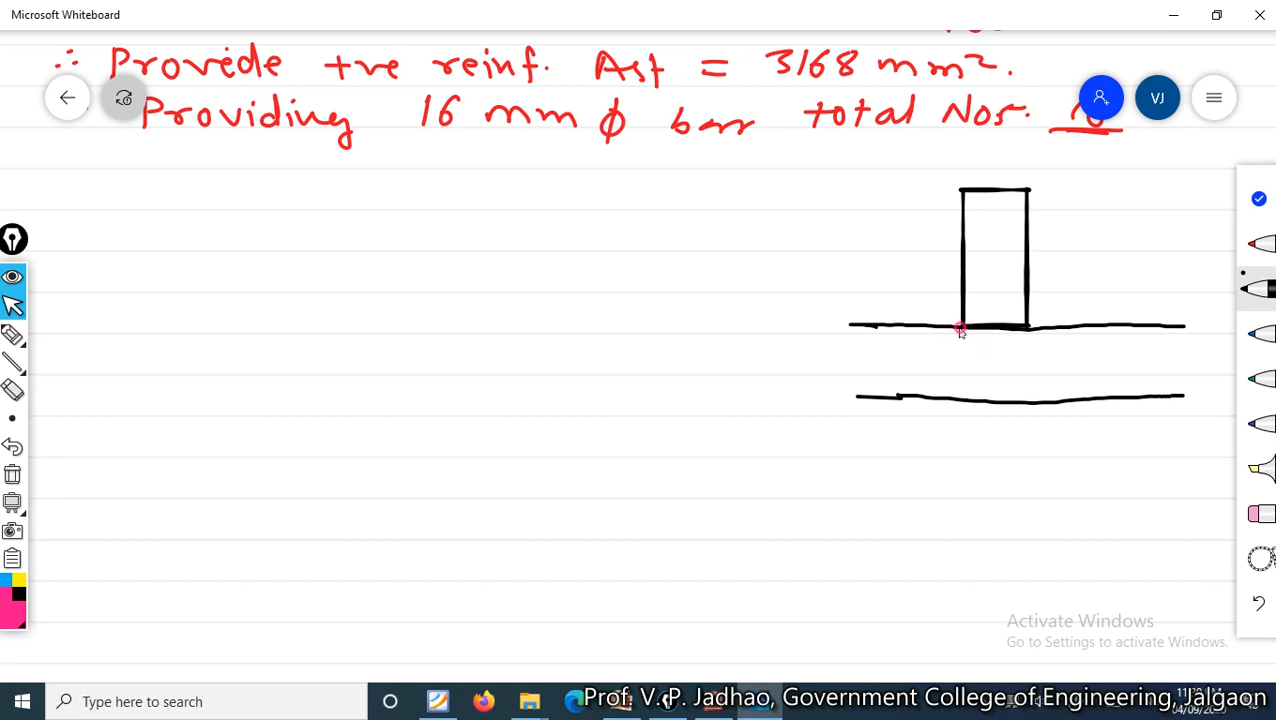 Microsoft Whiteboard
∴ Provide +ve reinf. Ast = 3168 mm².
Providing 16 mm ϕ bar total Nos.
VJ
Activate Windows
Go to Settings to activate Windows.
Type here to search
Prof. V. P. Jadhao, Government College of Engineering, Jalgaon